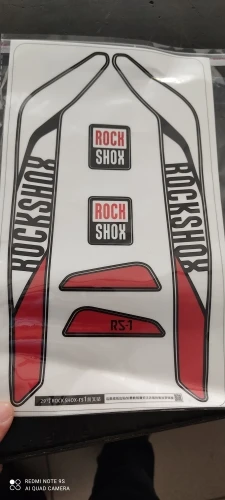 ROCK
SHOX
ROCKSHOX
ROCKSHOX
ROCK
SHOX
RS-1
REDMI NOTE 9S
AI QUAD CAMERA